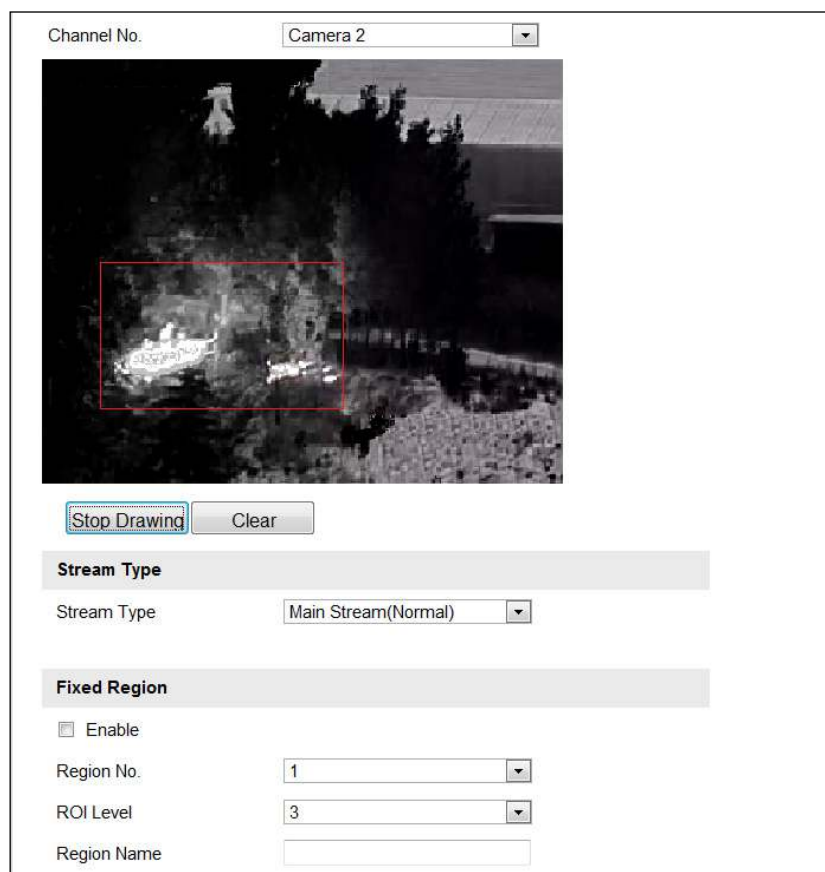 Channel No. Camera 2
Stop Drawing Clear
Stream Type
Stream Type Main Stream(Normal)
Fixed Region
Enable
Region No. 1
ROI Level 3
Region Name